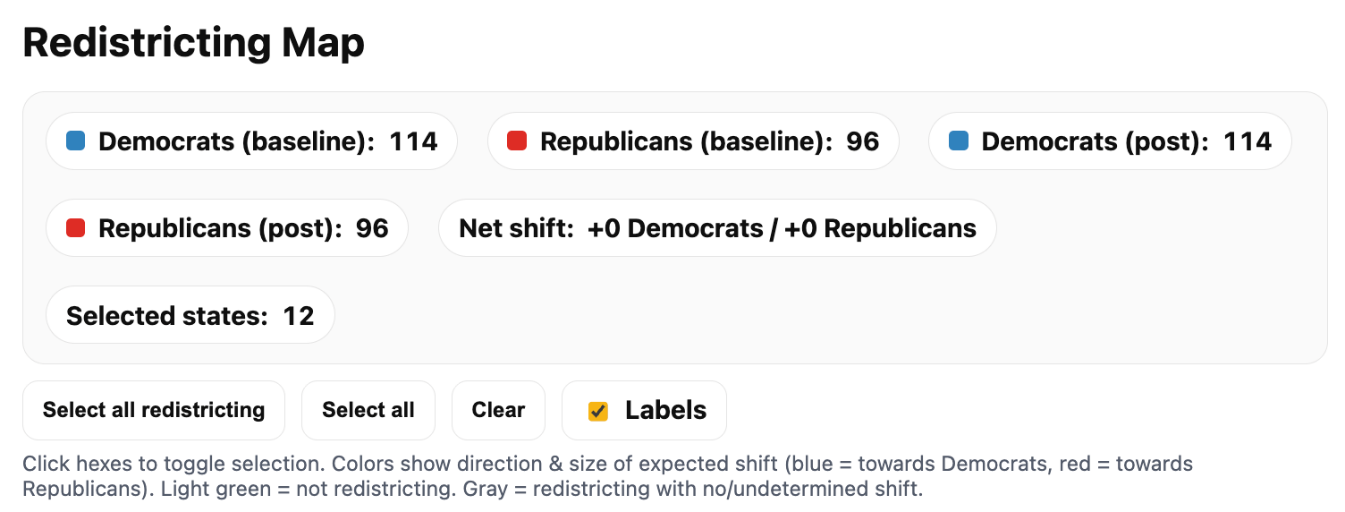 Redistricting Map
Democrats (baseline): 114
Republicans (baseline): 96
Democrats (post): 114
Republicans (post): 96
Net shift: +0 Democrats / +0 Republicans
Selected states: 12
Select all redistricting
Select all
Clear
Labels
Click hexes to toggle selection. Colors show direction & size of expected shift (blue = towards Democrats, red = towards
Republicans). Light green = not redistricting. Gray = redistricting with no/undetermined shift.